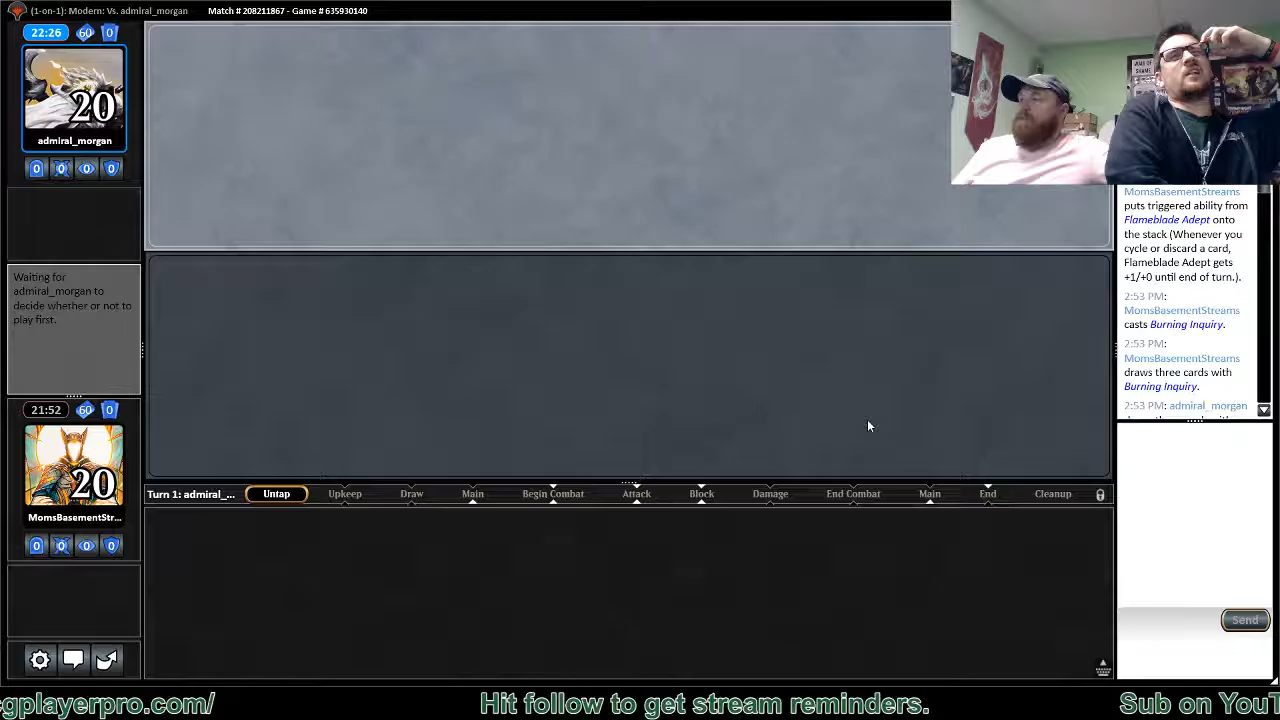 (1-on-1): Modern: Vs. admiral_morgan
Match # 208211867 - Game # 635930140
22:26
60
0
20
admiral_morgan
0
0
0
0
Waiting for
admiral_morgan to
decide whether or not to
play first.
21:52
60
0
20
MomsBasementStr...
0
0
0
0
Turn 1: admiral_...
Untap
Upkeep
Draw
Main
Begin Combat
Attack
Block
Damage
End Combat
Main
End
Cleanup
MomsBasementStreams
puts triggered ability from
Flameblade Adept onto
the stack (Whenever you
cycle or discard a card,
Flameblade Adept gets
+1/+0 until end of turn.).
2:53 PM:
MomsBasementStreams
casts Burning Inquiry.
2:53 PM:
MomsBasementStreams
draws three cards with
Burning Inquiry.
2:53 PM: admiral_morgan
Send
cgplayerpro.com/
Hit follow to get stream reminders.
Sub on YouT